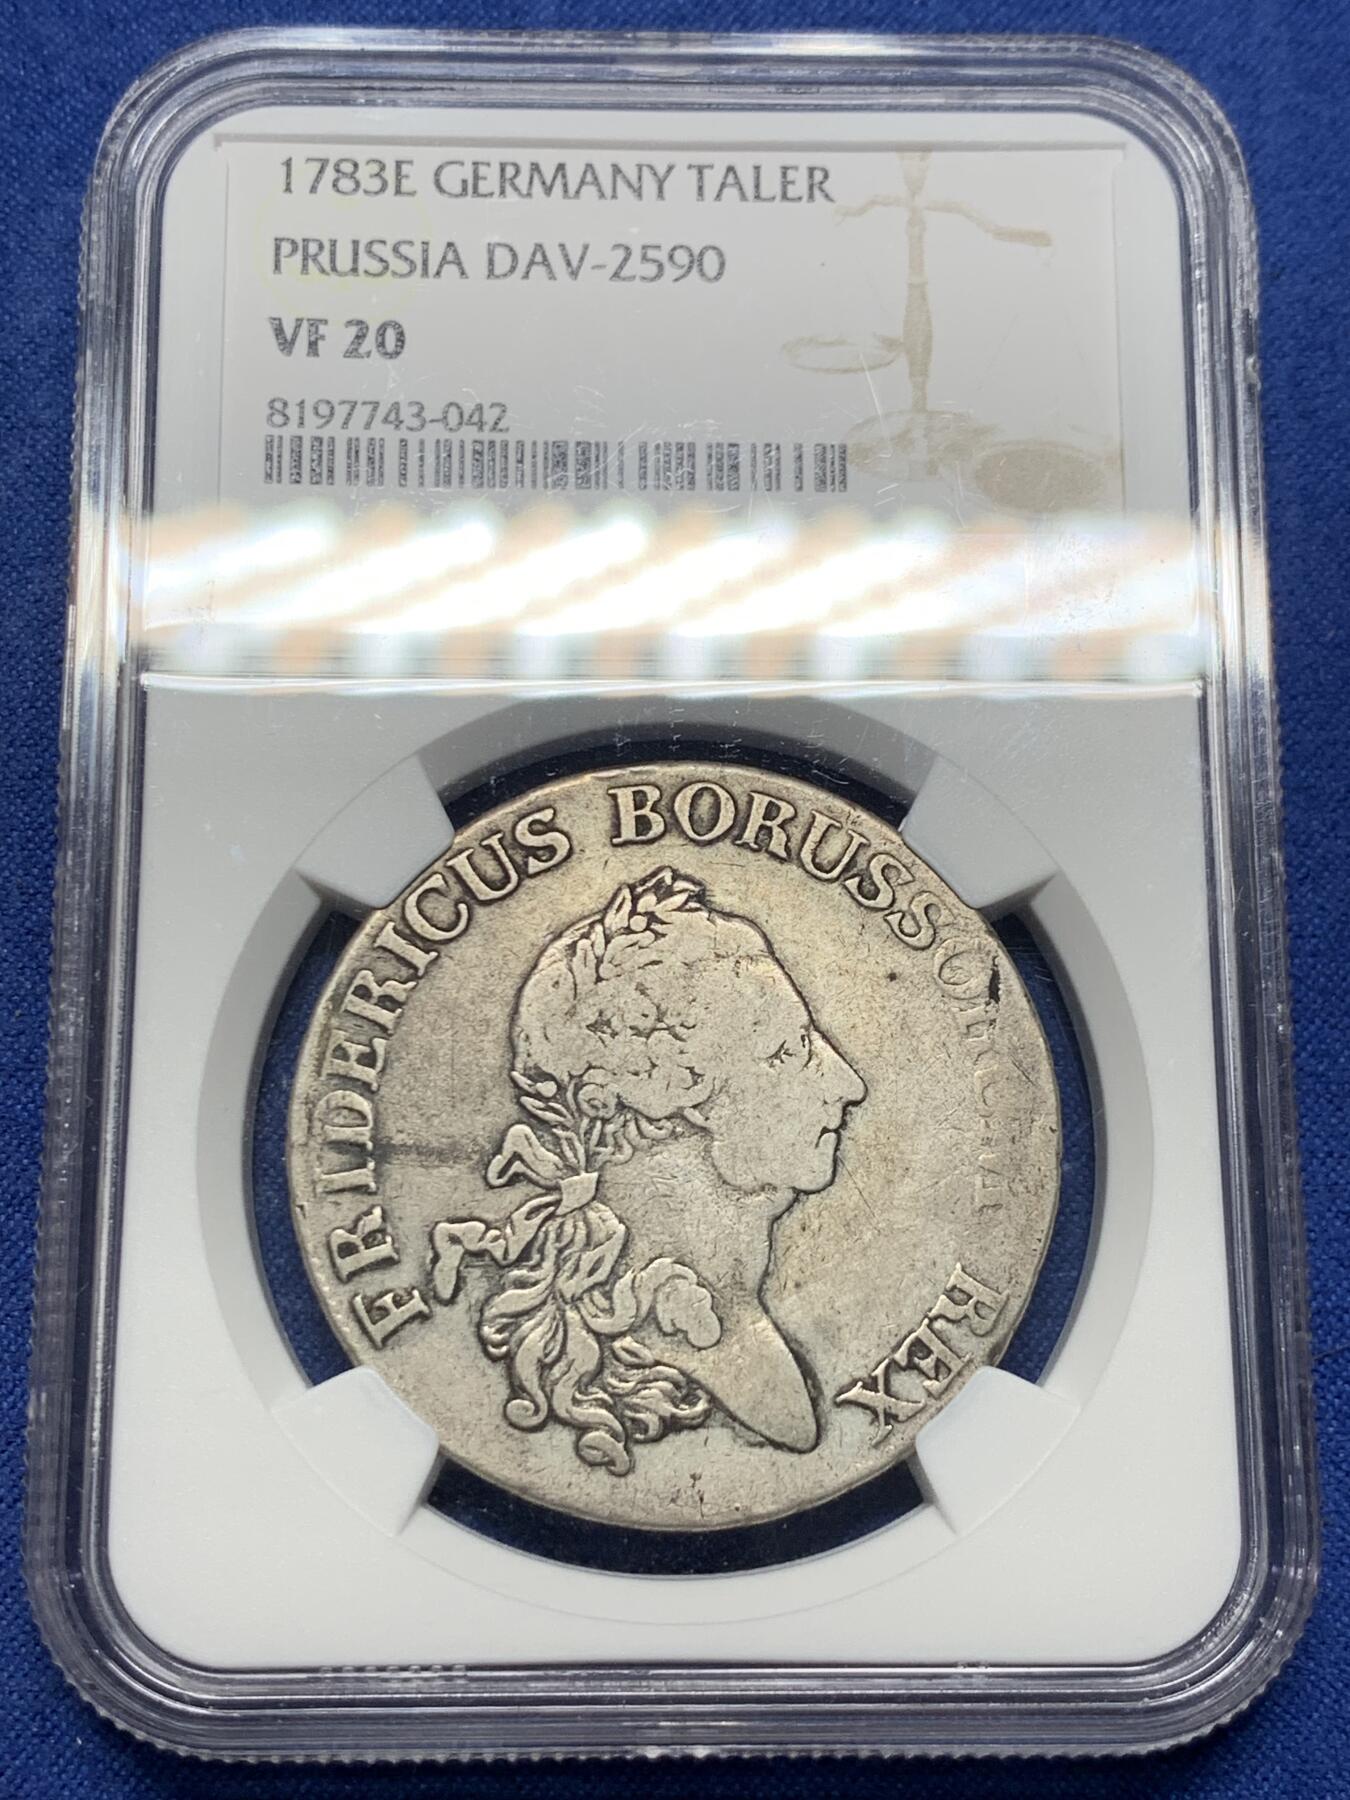 1783E GERMANY TALER
PRUSSIA DAV-2590
VF 20
8197743-042
FRIDERICUS BORUSSORUM REX